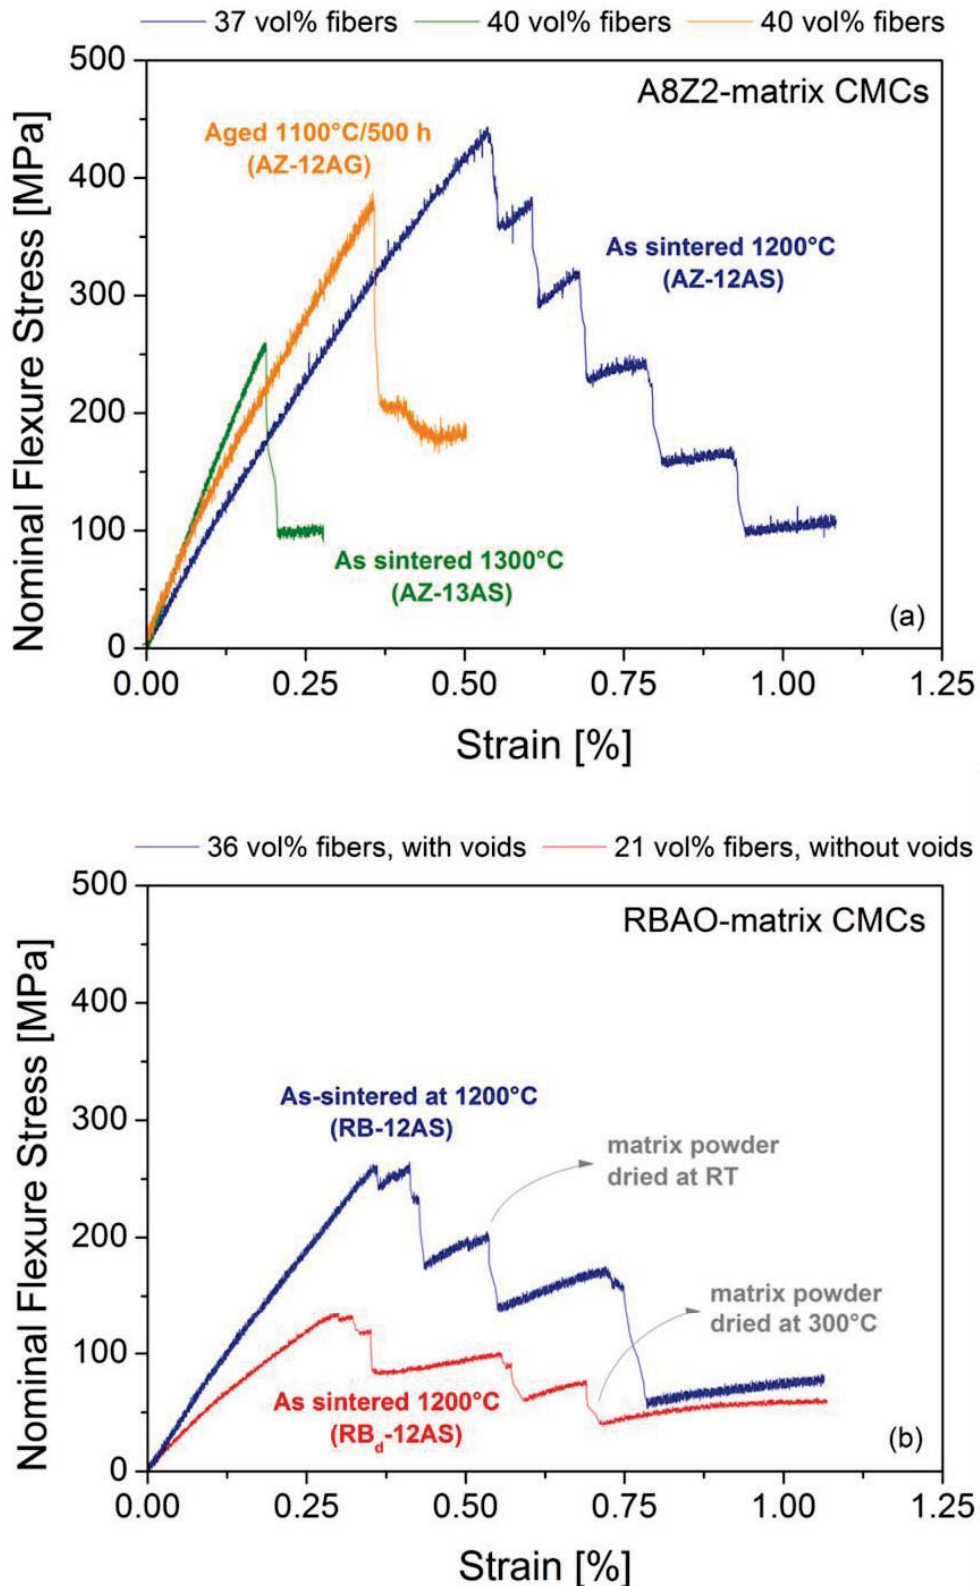 37 vol% fibers 40 vol% fibers 40 vol% fibers
A8Z2-matrix CMCs
Nominal Flexure Stress [MPa]
500
400
300
200
100
0
Aged 1100°C/500 h
(AZ-12AG)
As sintered 1200°C
(AZ-12AS)
As sintered 1300°C
(AZ-13AS)
(a)
0.00 0.25 0.50 0.75 1.00 1.25
Strain [%]
36 vol% fibers, with voids 21 vol% fibers, without voids
RBAO-matrix CMCs
Nominal Flexure Stress [MPa]
500
400
300
200
100
0
As-sintered at 1200°C
(RB-12AS)
matrix powder
dried at RT
matrix powder
dried at 300°C
As sintered 1200°C
(RBd-12AS)
(b)
0.00 0.25 0.50 0.75 1.00 1.25
Strain [%]